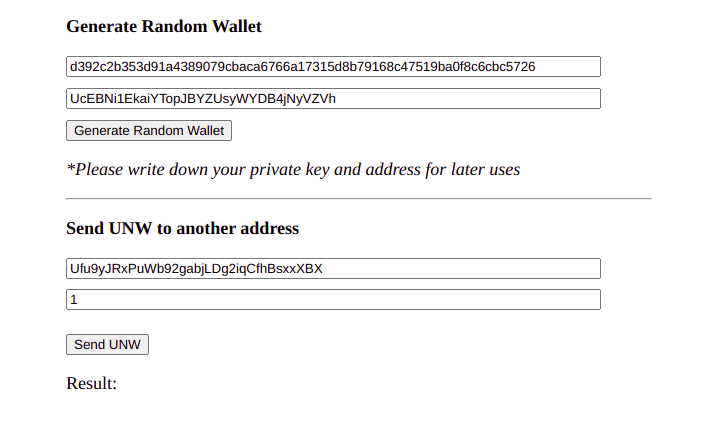 Generate Random Wallet
d392c2b353d91a4389079cbaca6766a17315d8b79168c47519ba0f8c6cbc5726
UcEBNi1EkaiYTopJBYZUsyWYDB4jNyVZVh
Generate Random Wallet
*Please write down your private key and address for later uses
Send UNW to another address
Ufu9yJRxPuWb92gabjLDg2iqCfhBsxxXBX
1
Send UNW
Result: